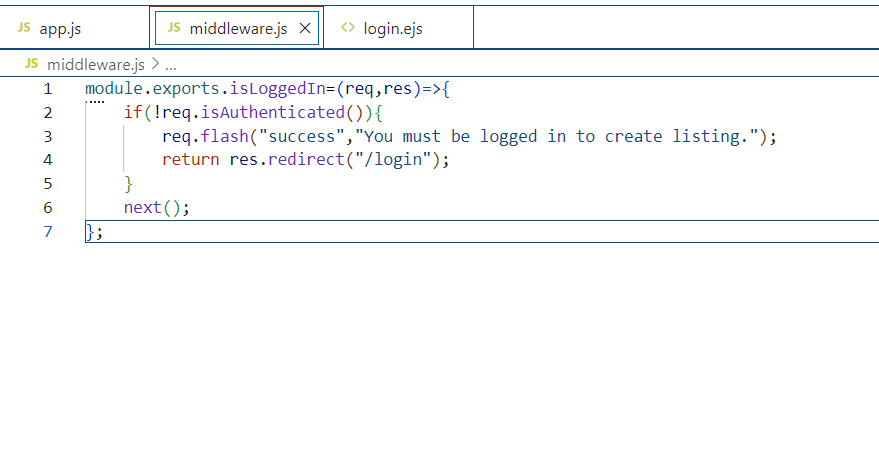 JS app.js JS middleware.js × <> login.ejs
JS middleware.js > ...
1 module.exports.isLoggedIn=(req,res)=>{
2 if(!req.isAuthenticated()){
3 req.flash("success","You must be logged in to create listing.");
4 return res.redirect("/login");
5 }
6 next();
7 };